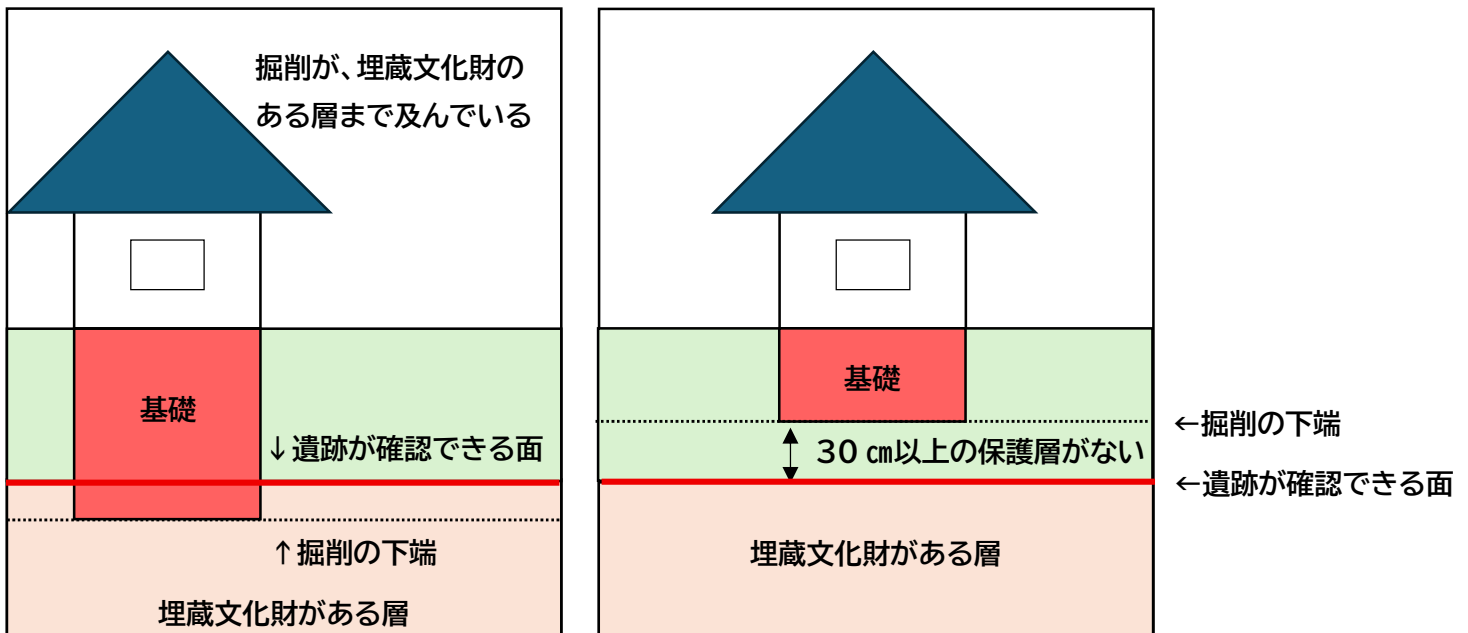 掘削が、埋蔵文化財の
ある層まで及んでいる
基礎
↓遺跡が確認できる面
↑掘削の下端
埋蔵文化財がある層
基礎
30㎝以上の保護層がない
埋蔵文化財がある層
←掘削の下端
←遺跡が確認できる面